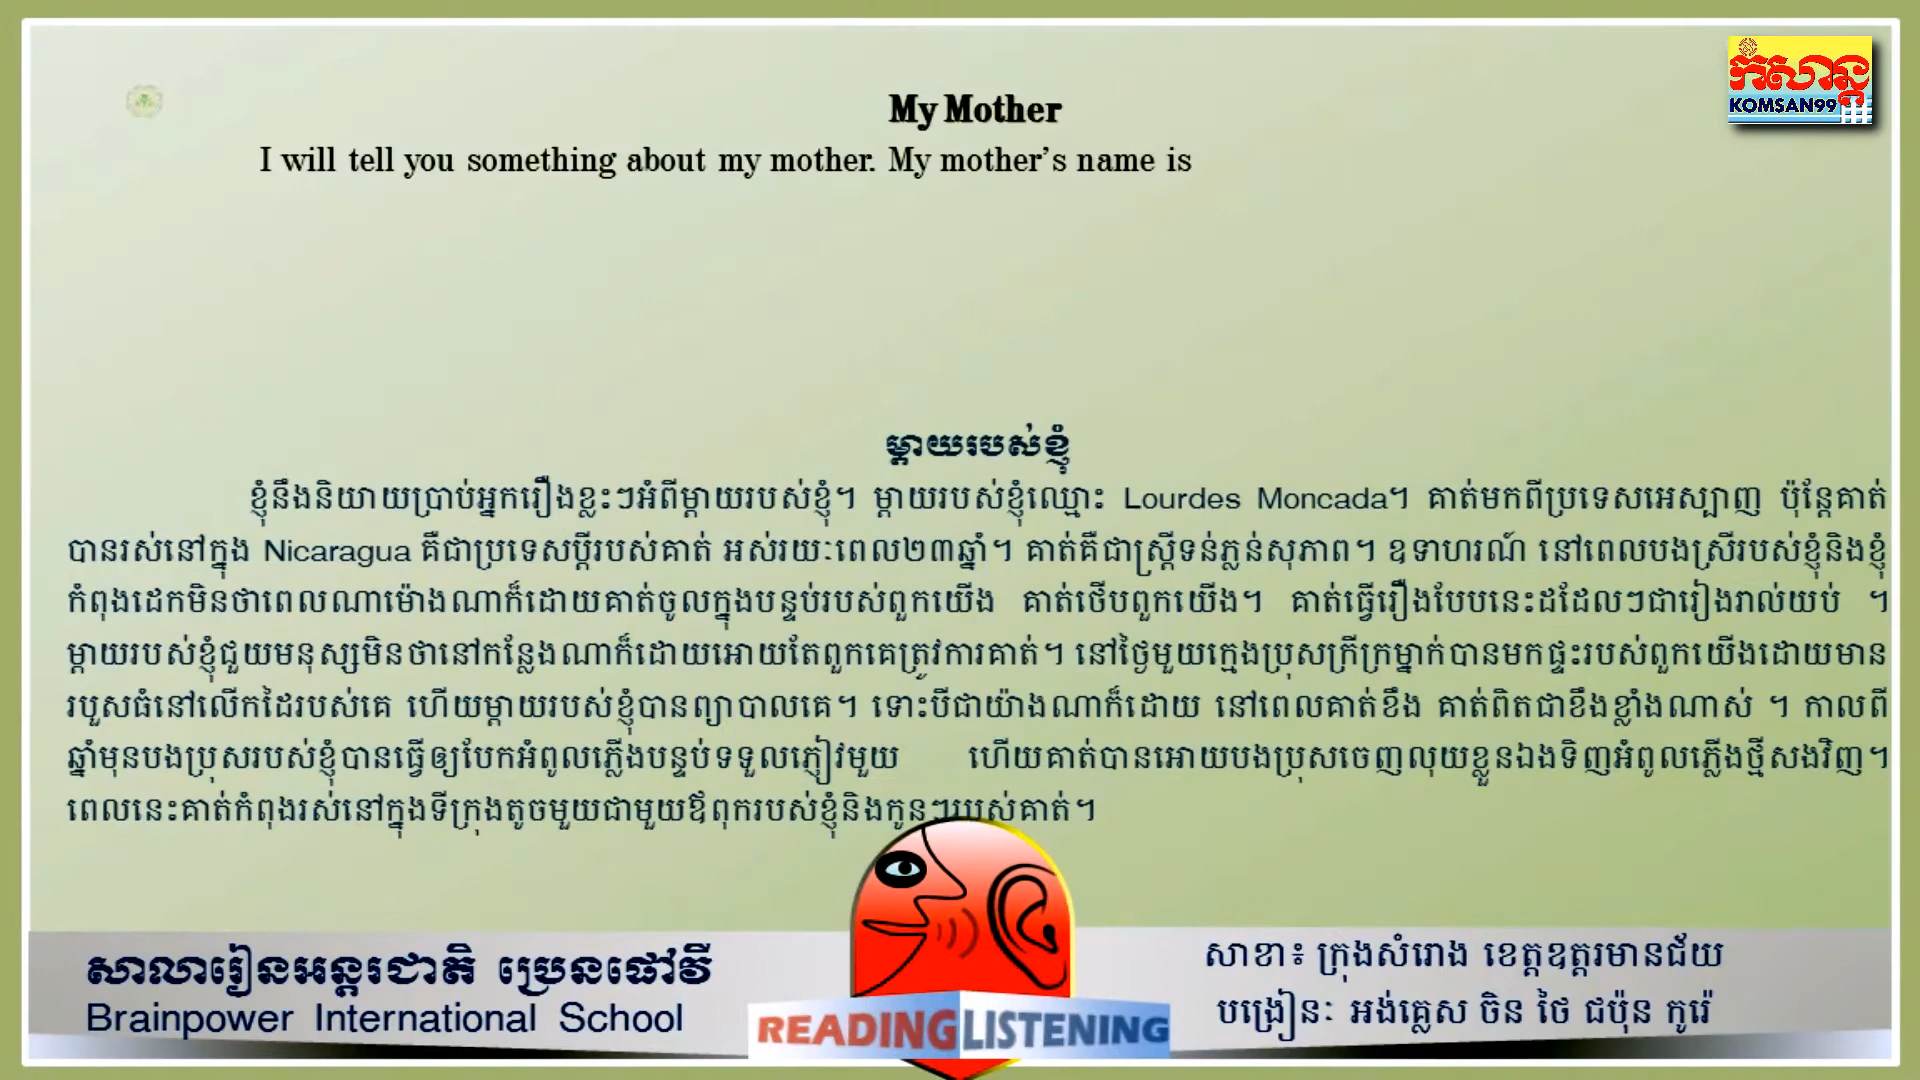 កំសាន្ត
KOMSAN99
My Mother
I will tell you something about my mother. My mother’s name is
ម្តាយរបស់ខ្ញុំ
ខ្ញុំនឹងនិយាយប្រាប់អ្នករឿងខ្លះៗអំពីម្តាយរបស់ខ្ញុំ។ ម្តាយរបស់ខ្ញុំឈ្មោះ Lourdes Moncada។ គាត់មកពីប្រទេសអេស្បាញ ប៉ុន្តែគាត់
បានរស់នៅក្នុង Nicaragua គឺជាប្រទេសប្តីរបស់គាត់ អស់រយៈពេល២៣ឆ្នាំ។ គាត់គឺជាស្ត្រីទន់ភ្លន់សុភាព។ ឧទាហរណ៍ នៅពេលបងស្រីរបស់ខ្ញុំនិងខ្ញុំ
កំពុងដេកមិនថាពេលណាម៉ោងណាក៏ដោយគាត់ចូលក្នុងបន្ទប់របស់ពួកយើង គាត់ថើបពួកយើង។ គាត់ធ្វើរឿងបែបនេះដដែលៗជារៀងរាល់យប់ ។
ម្តាយរបស់ខ្ញុំជួយមនុស្សមិនថានៅកន្លែងណាក៏ដោយអោយតែពួកគេត្រូវការគាត់។ នៅថ្ងៃមួយក្មេងប្រុសក្រីក្រម្នាក់បានមកផ្ទះរបស់ពួកយើងដោយមាន
របួសធំនៅលើកដៃរបស់គេ ហើយម្តាយរបស់ខ្ញុំបានព្យាបាលគេ។ ទោះបីជាយ៉ាងណាក៏ដោយ នៅពេលគាត់ខឹង គាត់ពិតជាខឹងខ្លាំងណាស់ ។ កាលពី
ឆ្នាំមុនបងប្រុសរបស់ខ្ញុំបានធ្វើឲ្យបែកអំពូលភ្លើងបន្ទប់ទទួលភ្ញៀវមួយ ហើយគាត់បានអោយបងប្រុសចេញលុយខ្លួនឯងទិញអំពូលភ្លើងថ្មីសងវិញ។
ពេលនេះគាត់កំពុងរស់នៅក្នុងទីក្រុងតូចមួយជាមួយឪពុករបស់ខ្ញុំនិងកូនៗរបស់គាត់។
សាលារៀនអន្តរជាតិ ប្រេនផៅវី
Brainpower International School
READING LISTENING
សាខា៖ ក្រុងសំរោង ខេត្តឧត្តរមានជ័យ
បង្រៀនៈ អង់គ្លេស ចិន ថៃ ជប៉ុន កូរ៉េ